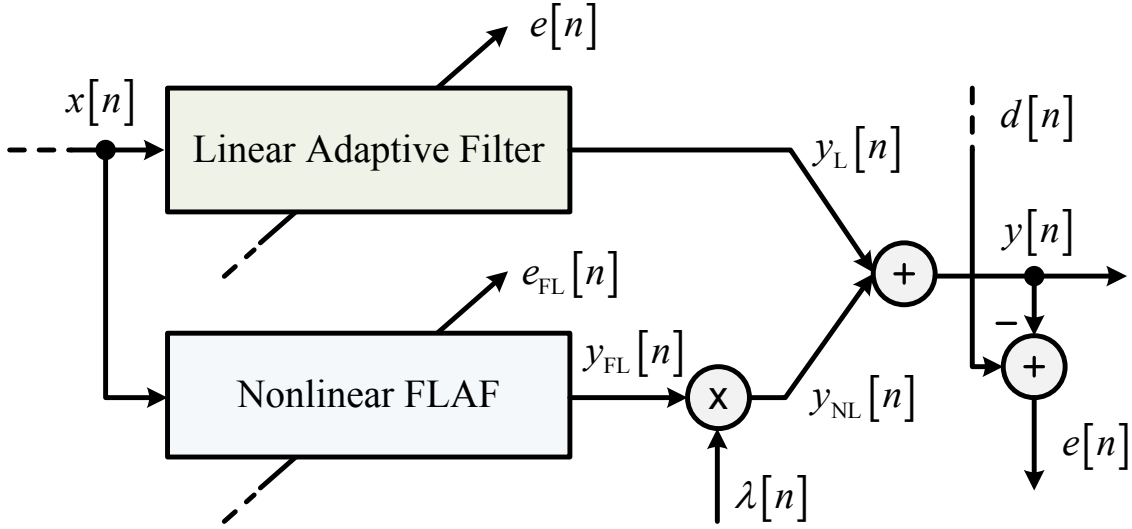 e[n]
x[n]
Linear Adaptive Filter
d[n]
y_L[n]
y[n]
+
e_FL[n]
−
y_FL[n]
+
Nonlinear FLAF
x
y_NL[n]
e[n]
λ[n]